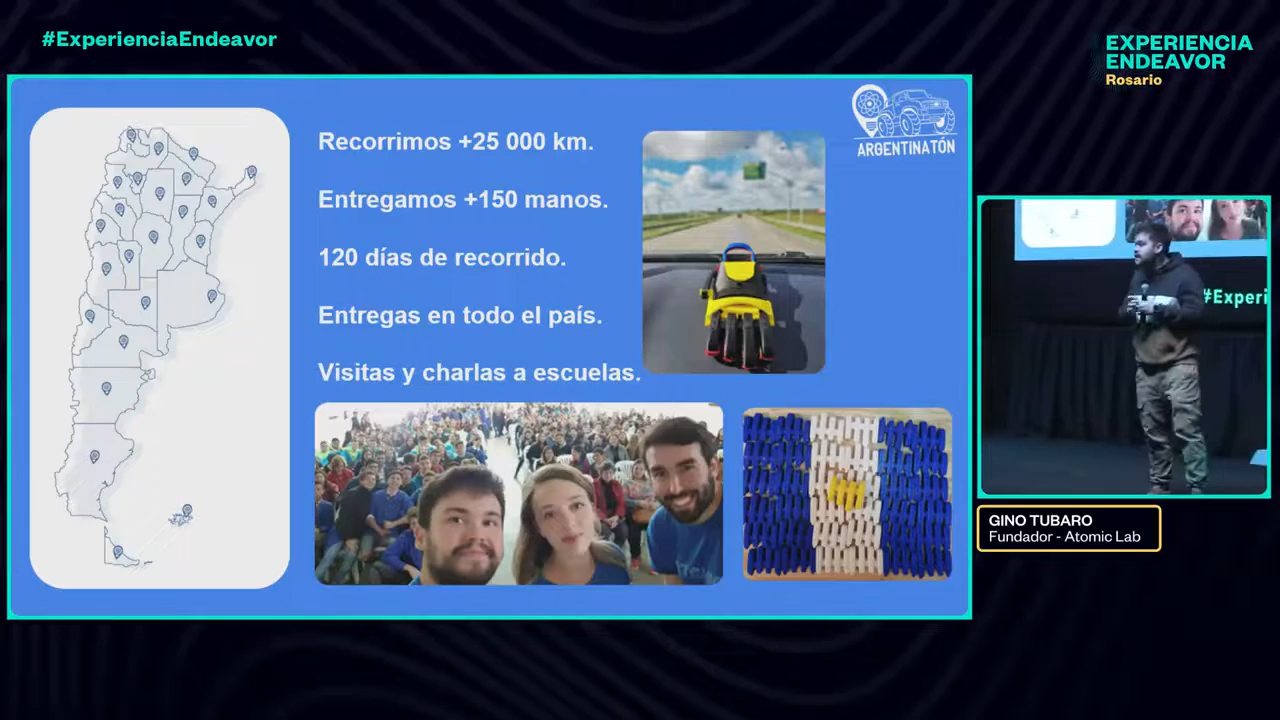 #ExperienciaEndeavor
EXPERIENCIA
ENDEAVOR
Rosario
ARGENTINATÓN
Recorrimos +25 000 km.
Entregamos +150 manos.
120 días de recorrido.
Entregas en todo el país.
Visitas y charlas a escuelas.
#Experi
GINO TUBARO
Fundador - Atomic Lab